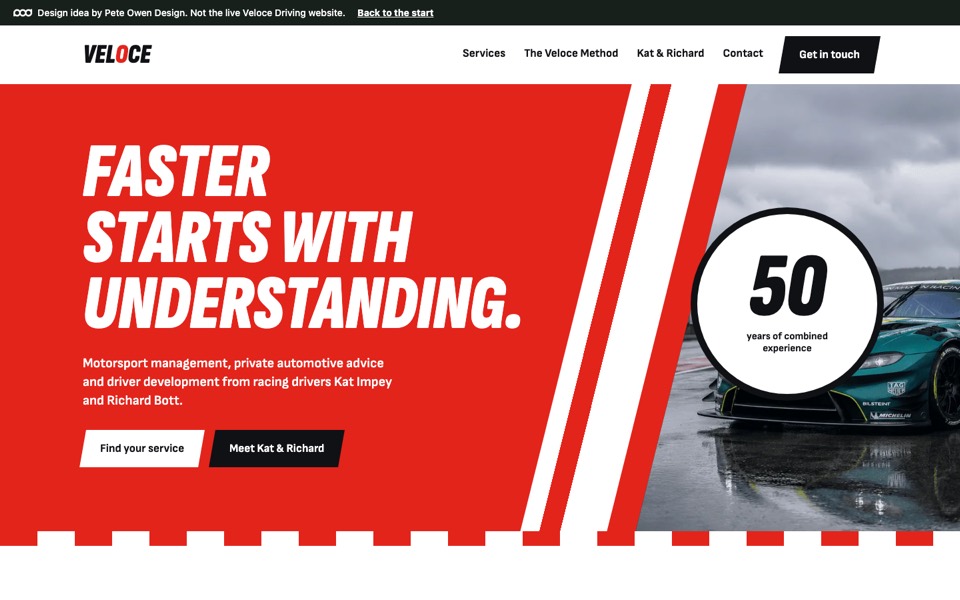 Design idea by Pete Owen Design. Not the live Veloce Driving website. Back to the start
VELOCE
Services The Veloce Method Kat & Richard Contact Get in touch
FASTER
STARTS WITH
UNDERSTANDING.
50
years of combined
experience
Motorsport management, private automotive advice
and driver development from racing drivers Kat Impey
and Richard Bott.
Find your service Meet Kat & Richard
TAG
BILSTEIN
MICHELIN